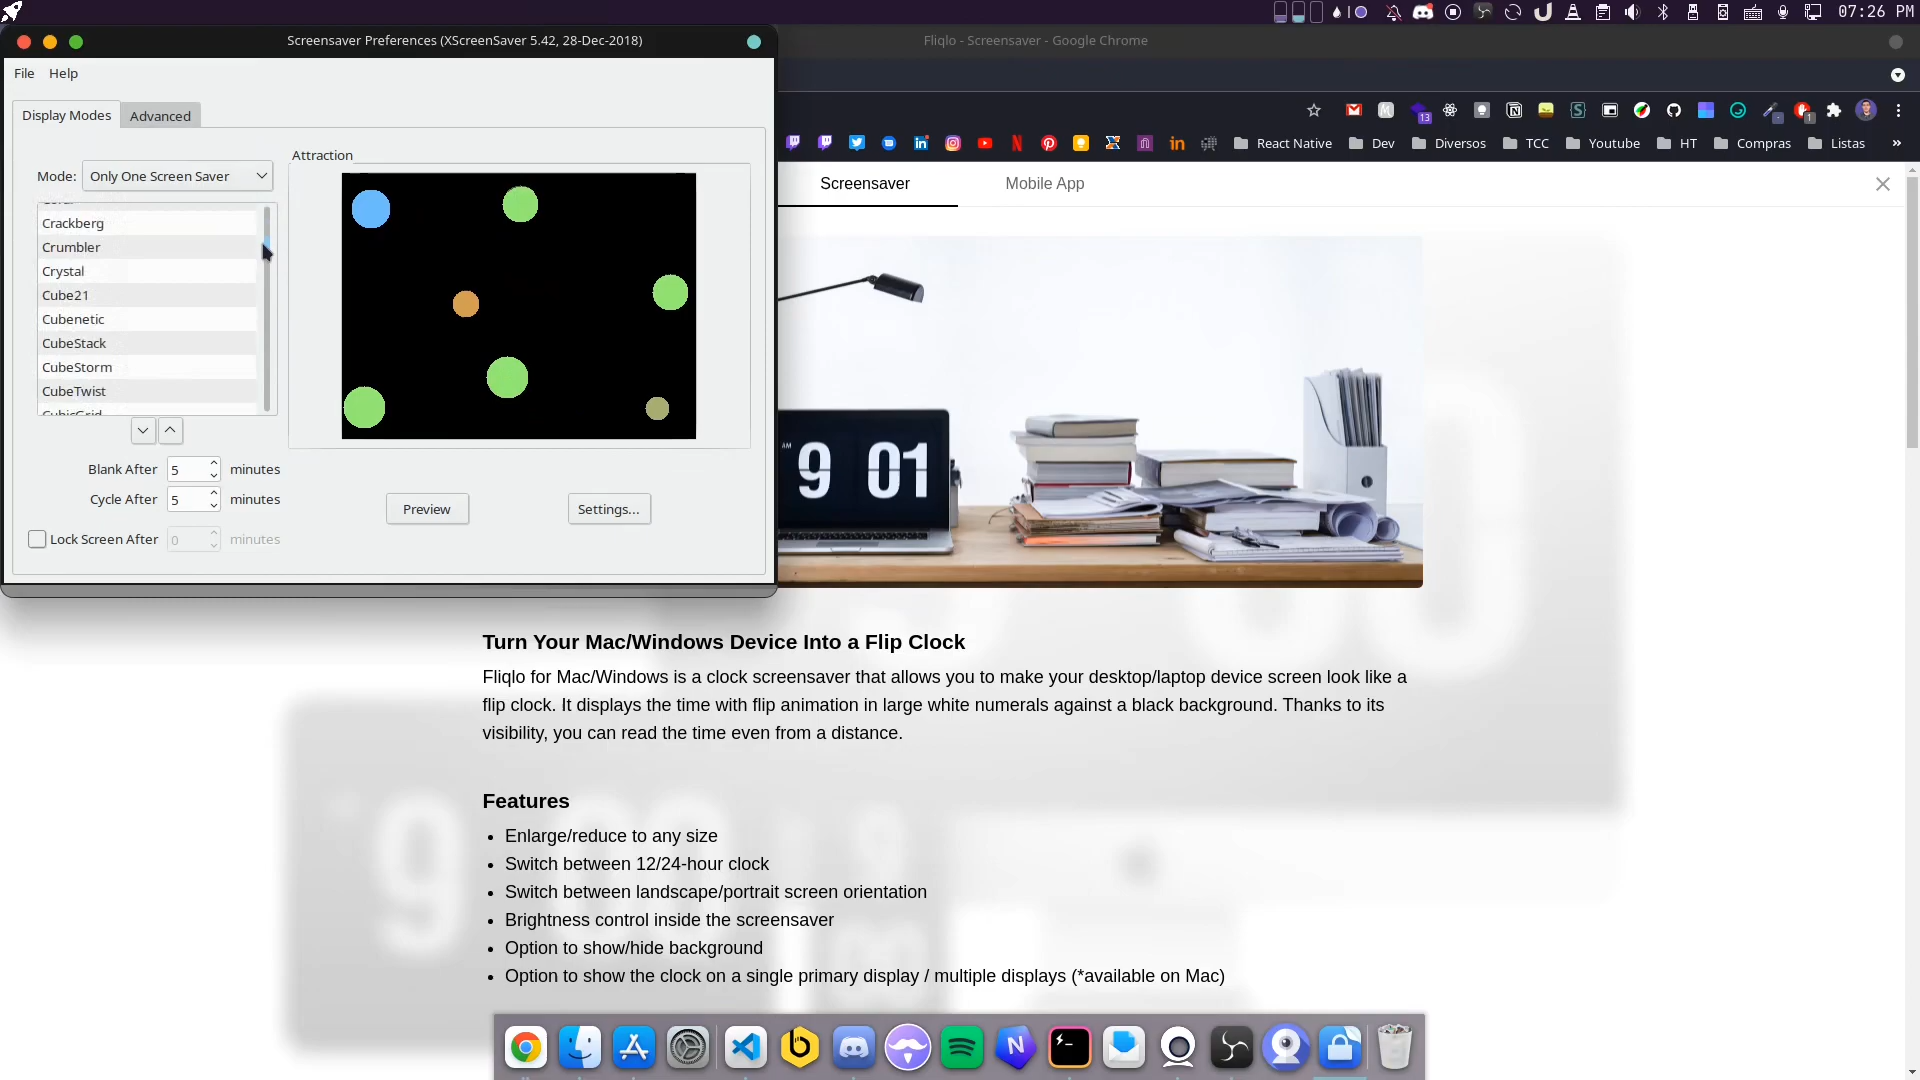 07:26 PM
Screensaver Preferences (XScreenSaver 5.42, 28-Dec-2018)
Fliqlo - Screensaver - Google Chrome
File Help
Display Modes Advanced
13
1
React Native Dev Diversos TCC Youtube HT Compras Listas »
Attraction
Mode: Only One Screen Saver
Screensaver Mobile App
Crackberg
Crumbler
Crystal
Cube21
Cubenetic
CubeStack
CubeStorm
CubeTwist
CubicGrid
AM
9 01
Blank After 5 minutes
Cycle After 5 minutes
Preview Settings...
Lock Screen After 0 minutes
Turn Your Mac/Windows Device Into a Flip Clock
Fliqlo for Mac/Windows is a clock screensaver that allows you to make your desktop/laptop device screen look like a
flip clock. It displays the time with flip animation in large white numerals against a black background. Thanks to its
visibility, you can read the time even from a distance.
Features
• Enlarge/reduce to any size
• Switch between 12/24-hour clock
• Switch between landscape/portrait screen orientation
• Brightness control inside the screensaver
• Option to show/hide background
• Option to show the clock on a single primary display / multiple displays (*available on Mac)